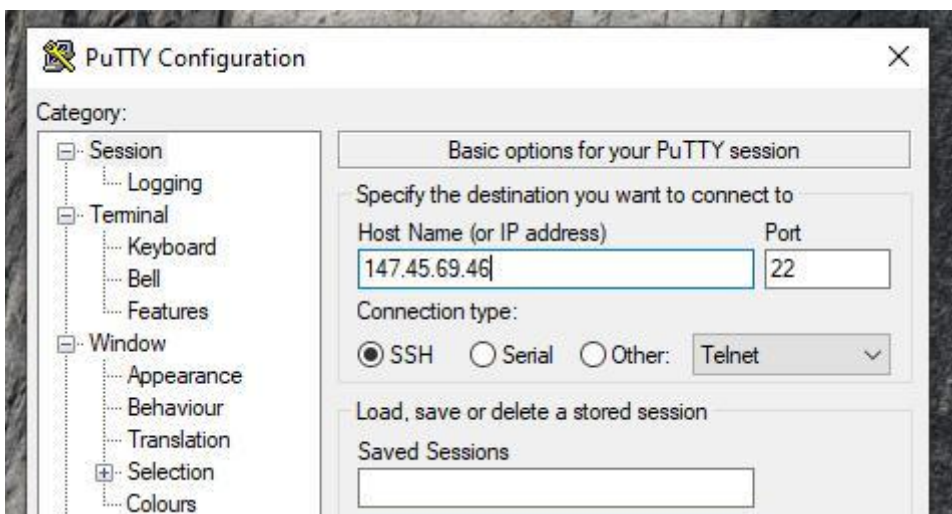 PuTTY Configuration
Category:
Session
Logging
Terminal
Keyboard
Bell
Features
Window
Appearance
Behaviour
Translation
Selection
Colours
Basic options for your PuTTY session
Specify the destination you want to connect to
Host Name (or IP address) Port
147.45.69.46 22
Connection type:
SSH Serial Other: Telnet
Load, save or delete a stored session
Saved Sessions